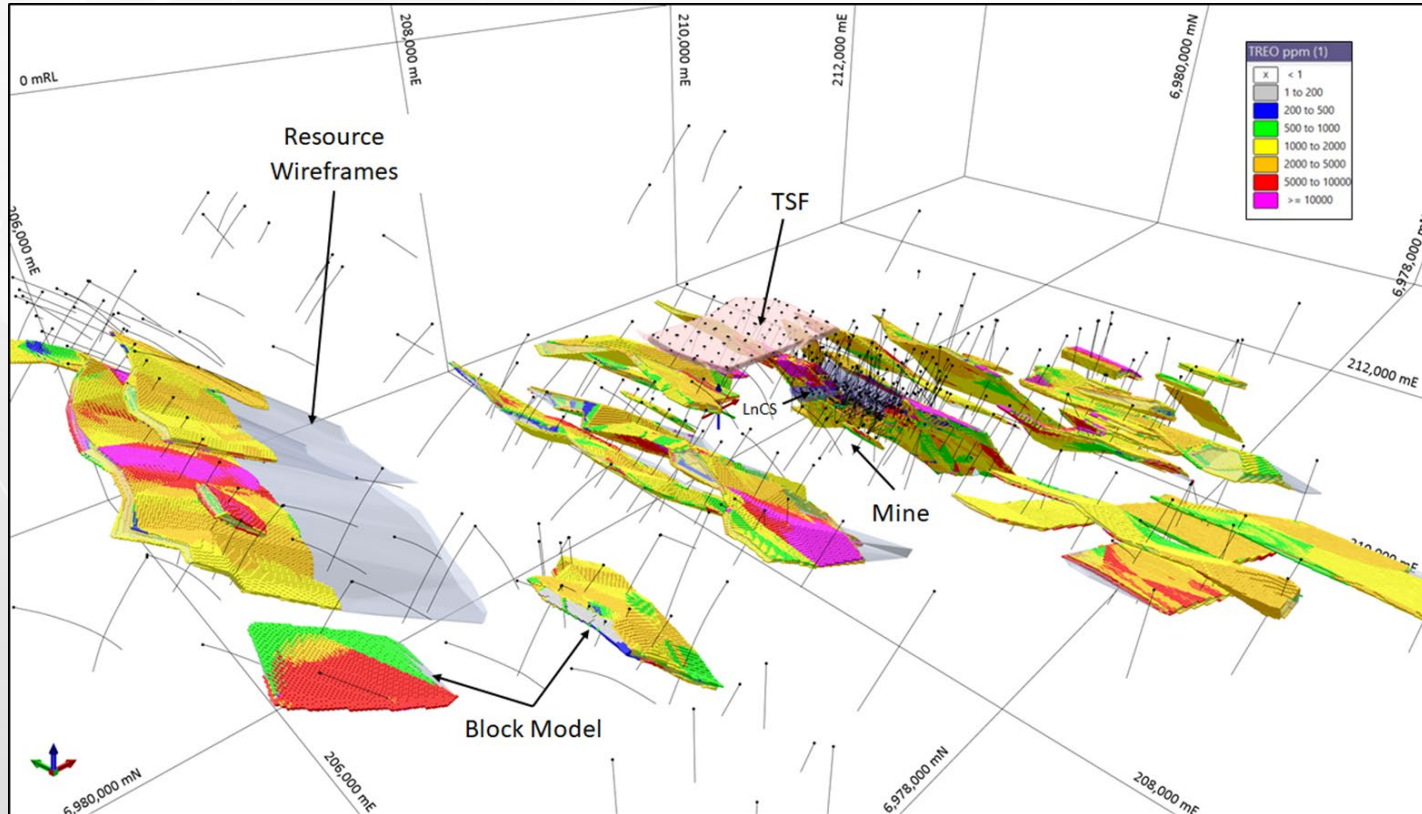 208,000 mE
210,000 mE
212,000 mE
6,980,000 mN
0 mRL
TREO ppm (1)
x < 1
1 to 200
200 to 500
500 to 1000
1000 to 2000
2000 to 5000
5000 to 10000
>= 10000
Resource
Wireframes
TSF
206,000 mE
6,978,000 mN
212,000 mE
LnCS
Mine
210,000 mE
Block Model
6,980,000 mN
206,000 mE
6,978,000 mN
208,000 mE